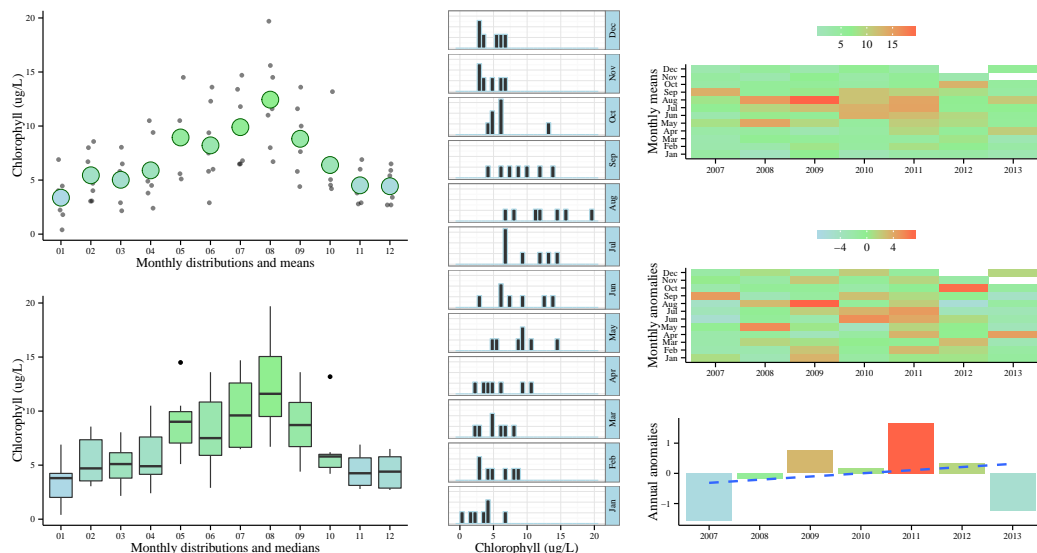 20
15
10
5
0
Chlorophyll (ug/L)
01 02 03 04 05 06 07 08 09 10 11 12
Monthly distributions and means
20
15
10
5
0
Chlorophyll (ug/L)
01 02 03 04 05 06 07 08 09 10 11 12
Monthly distributions and medians
Dec
Nov
Oct
Sep
Aug
Jul
Jun
May
Apr
Mar
Feb
Jan
0 5 10 15 20
Chlorophyll (ug/L)
5 15
Monthly means
Dec
Nov
Oct
Sep
Aug
Jul
Jun
May
Apr
Mar
Feb
Jan
2007 2008 2009 2010 2011 2012 2013
−4 0 4
Monthly anomalies
Dec
Nov
Oct
Sep
Aug
Jul
Jun
May
Apr
Mar
Feb
Jan
2007 2008 2009 2010 2011 2012 2013
Annual anomalies
1
0
−1
2007 2008 2009 2010 2011 2012 2013